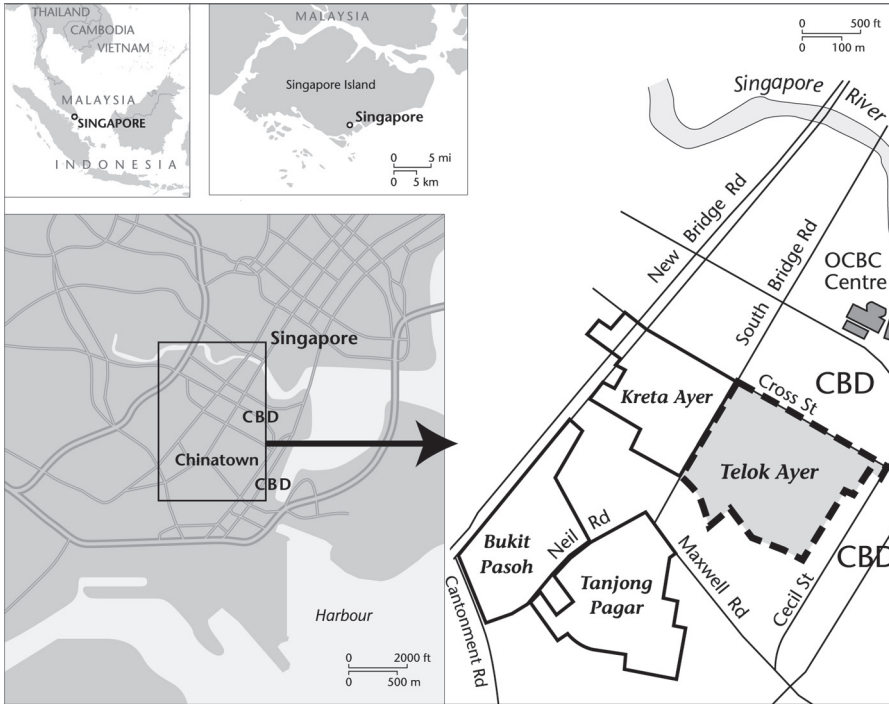 THAILAND
CAMBODIA
VIETNAM
MALAYSIA
SINGAPORE
INDONESIA
MALAYSIA
Singapore Island
Singapore
0 5 mi
0 5 km
Singapore
CBD
Chinatown
CBD
Harbour
0 2000 ft
0 500 m
0 500 ft
0 100 m
Singapore River
New Bridge Rd
South Bridge Rd
OCBC
Centre
CBD
Cross St
Kreta Ayer
Telok Ayer
Bukit
Pasoh
Neil Rd
Tanjong
Pagar
Maxwell Rd
Cecil St
CBD
Cantonment Rd